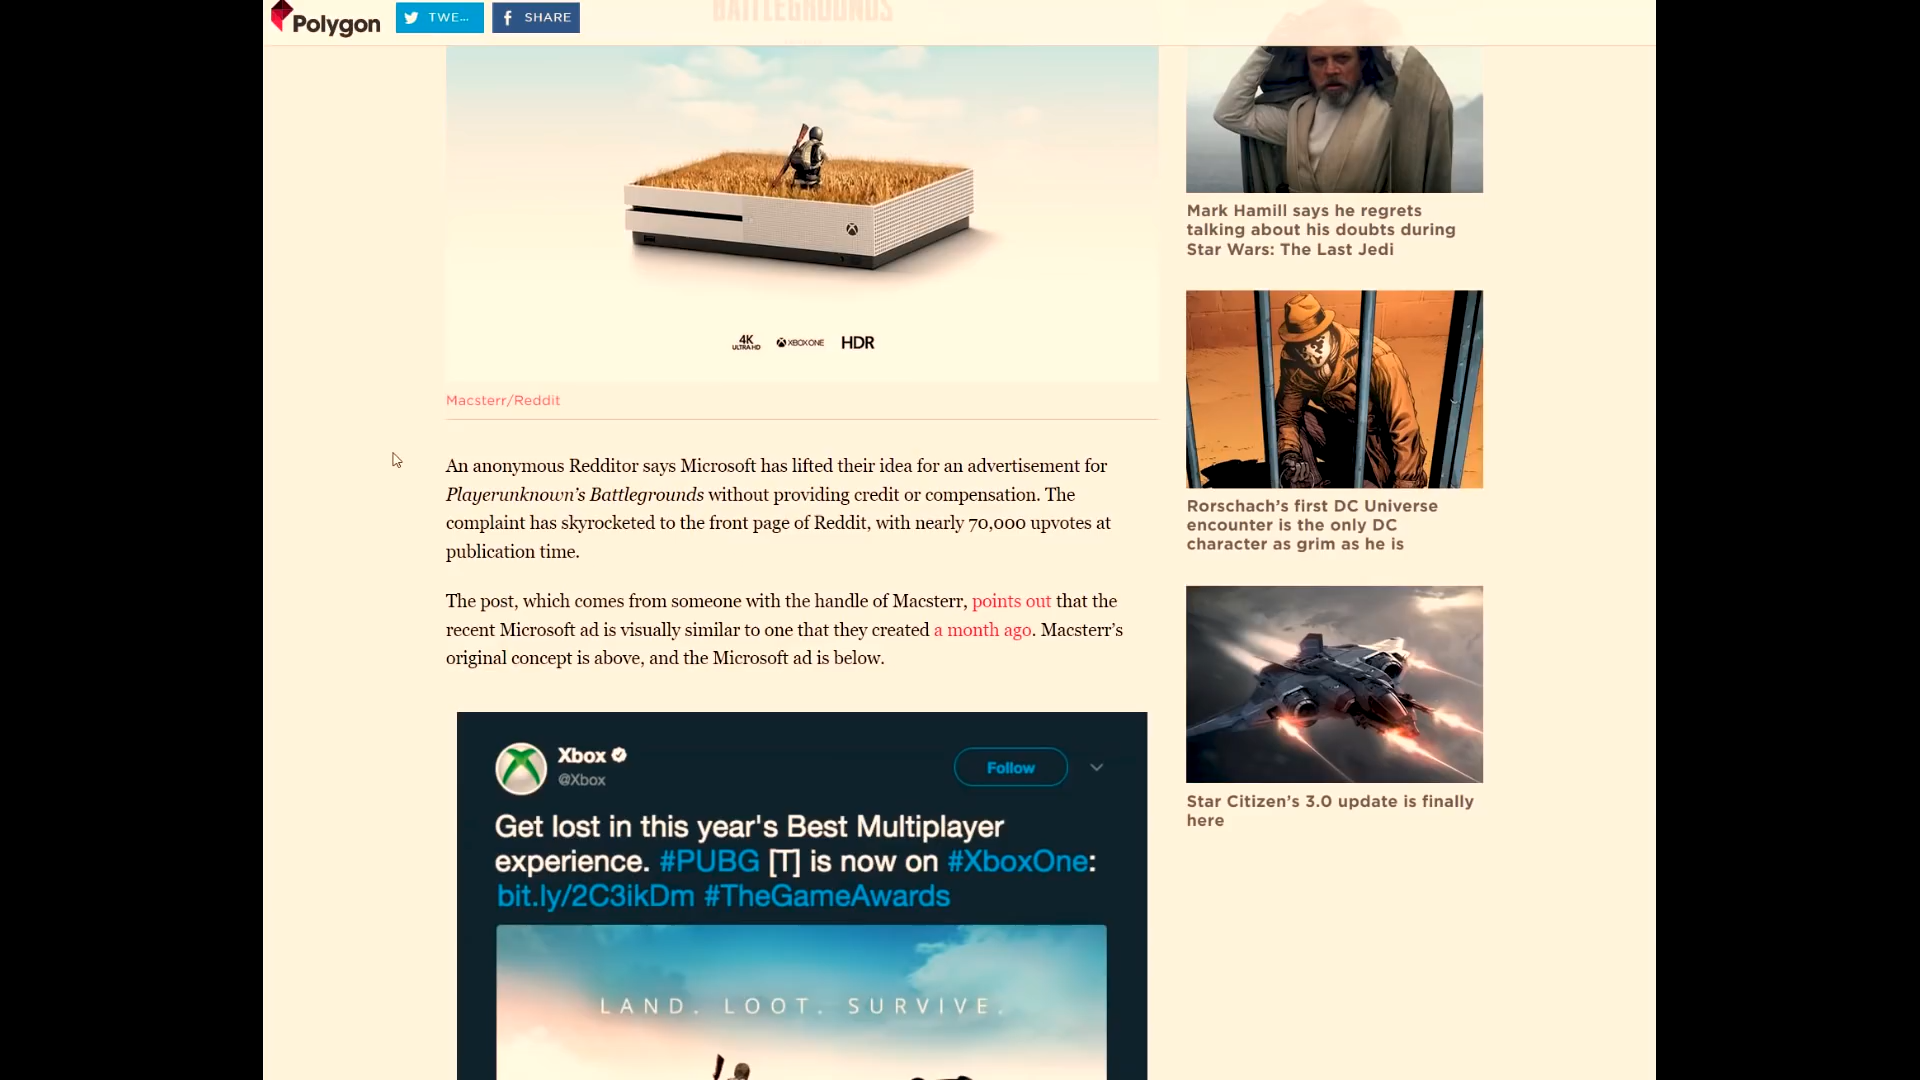 Polygon
TWE...
SHARE
BATTLEGROUNDS
4K
ULTRA HD
XBOX ONE
HDR
Macsterr/Reddit
An anonymous Redditor says Microsoft has lifted their idea for an advertisement for
Playerunknown’s Battlegrounds without providing credit or compensation. The
complaint has skyrocketed to the front page of Reddit, with nearly 70,000 upvotes at
publication time.
The post, which comes from someone with the handle of Macsterr, points out that the
recent Microsoft ad is visually similar to one that they created a month ago. Macsterr’s
original concept is above, and the Microsoft ad is below.
Xbox
@Xbox
Follow
Get lost in this year's Best Multiplayer
experience. #PUBG [T] is now on #XboxOne:
bit.ly/2C3ikDm #TheGameAwards
LAND. LOOT. SURVIVE.
Mark Hamill says he regrets
talking about his doubts during
Star Wars: The Last Jedi
Rorschach’s first DC Universe
encounter is the only DC
character as grim as he is
Star Citizen’s 3.0 update is finally
here